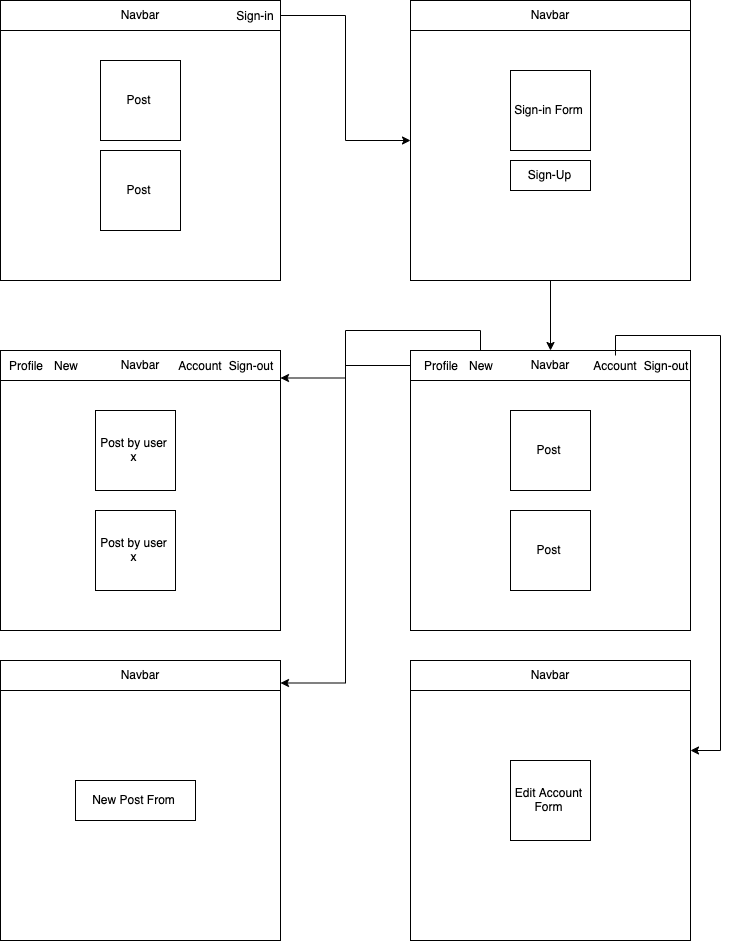 Navbar Sign-in
Post
Post
Navbar
Sign-in Form
Sign-Up
Profile New Navbar Account Sign-out
Post by user
x
Post by user
x
Profile New Navbar Account Sign-out
Post
Post
Navbar
New Post From
Navbar
Edit Account
Form